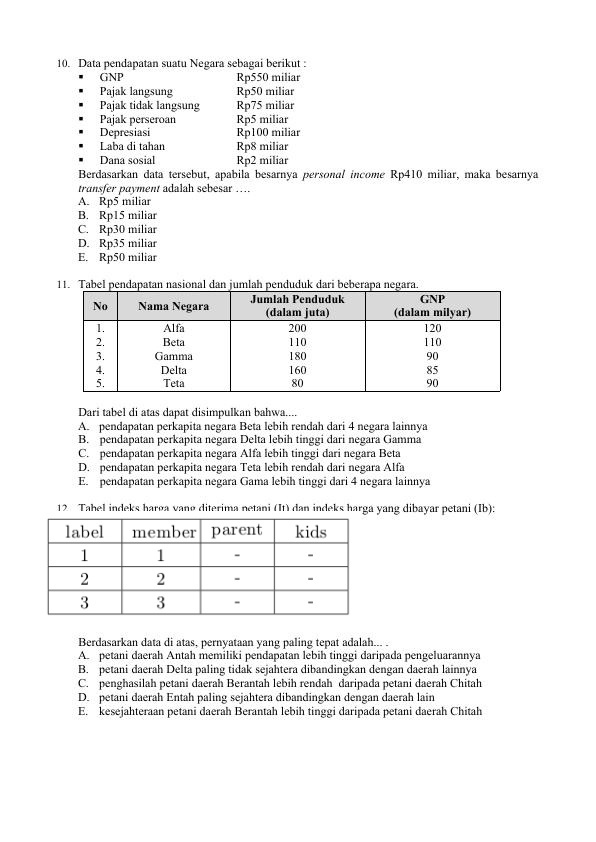 10. Data pendapatan suatu Negara sebagai berikut :
▪ GNP Rp550 miliar
▪ Pajak langsung Rp50 miliar
▪ Pajak tidak langsung Rp75 miliar
▪ Pajak perseroan Rp5 miliar
▪ Depresiasi Rp100 miliar
▪ Laba di tahan Rp8 miliar
▪ Dana sosial Rp2 miliar
Berdasarkan data tersebut, apabila besarnya personal income Rp410 miliar, maka besarnya
transfer payment adalah sebesar ….
A. Rp5 miliar
B. Rp15 miliar
C. Rp30 miliar
D. Rp35 miliar
E. Rp50 miliar
11. Tabel pendapatan nasional dan jumlah penduduk dari beberapa negara.
No Nama Negara Jumlah Penduduk (dalam juta) GNP (dalam milyar)
1. Alfa 200 120
2. Beta 110 110
3. Gamma 180 90
4. Delta 160 85
5. Teta 80 90
Dari tabel di atas dapat disimpulkan bahwa....
A. pendapatan perkapita negara Beta lebih rendah dari 4 negara lainnya
B. pendapatan perkapita negara Delta lebih tinggi dari negara Gamma
C. pendapatan perkapita negara Alfa lebih tinggi dari negara Beta
D. pendapatan perkapita negara Teta lebih rendah dari negara Alfa
E. pendapatan perkapita negara Gama lebih tinggi dari 4 negara lainnya
12. Tabel indeks harga yang diterima petani (It) dan indeks harga yang dibayar petani (Ib):
label member parent kids
1 1 - -
2 2 - -
3 3 - -
Berdasarkan data di atas, pernyataan yang paling tepat adalah... .
A. petani daerah Antah memiliki pendapatan lebih tinggi daripada pengeluarannya
B. petani daerah Delta paling tidak sejahtera dibandingkan dengan daerah lainnya
C. penghasilah petani daerah Berantah lebih rendah daripada petani daerah Chitah
D. petani daerah Entah paling sejahtera dibandingkan dengan daerah lain
E. kesejahteraan petani daerah Berantah lebih tinggi daripada petani daerah Chitah